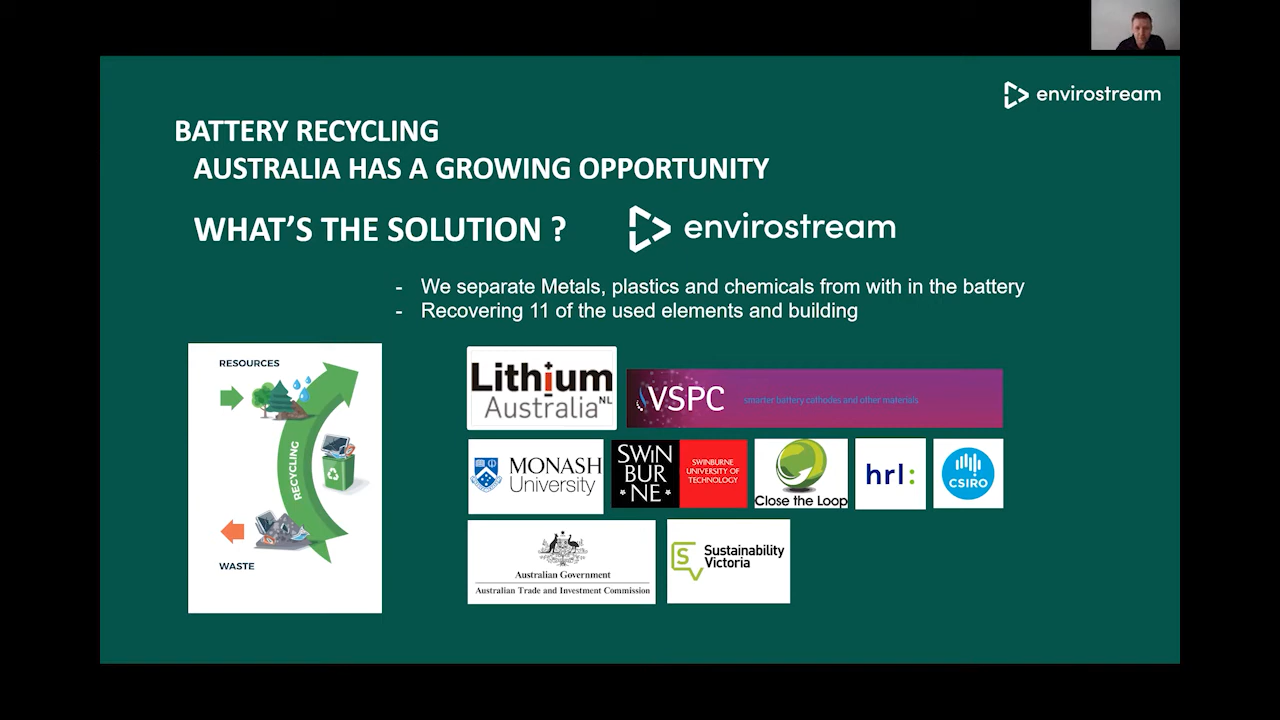 envirostream
BATTERY RECYCLING
AUSTRALIA HAS A GROWING OPPORTUNITY
WHAT'S THE SOLUTION ?
envirostream
- We separate Metals, plastics and chemicals from with in the battery
- Recovering 11 of the used elements and building
RESOURCES
RECYCLING
WASTE
Lithium
Australia NL
VSPC
smarter battery cathodes and other materials
MONASH
University
SWIN
BUR
NE
SWINBURNE
UNIVERSITY OF
TECHNOLOGY
Close the Loop
hrl:
CSIRO
Australian Government
Australian Trade and Investment Commission
S
Sustainability
Victoria